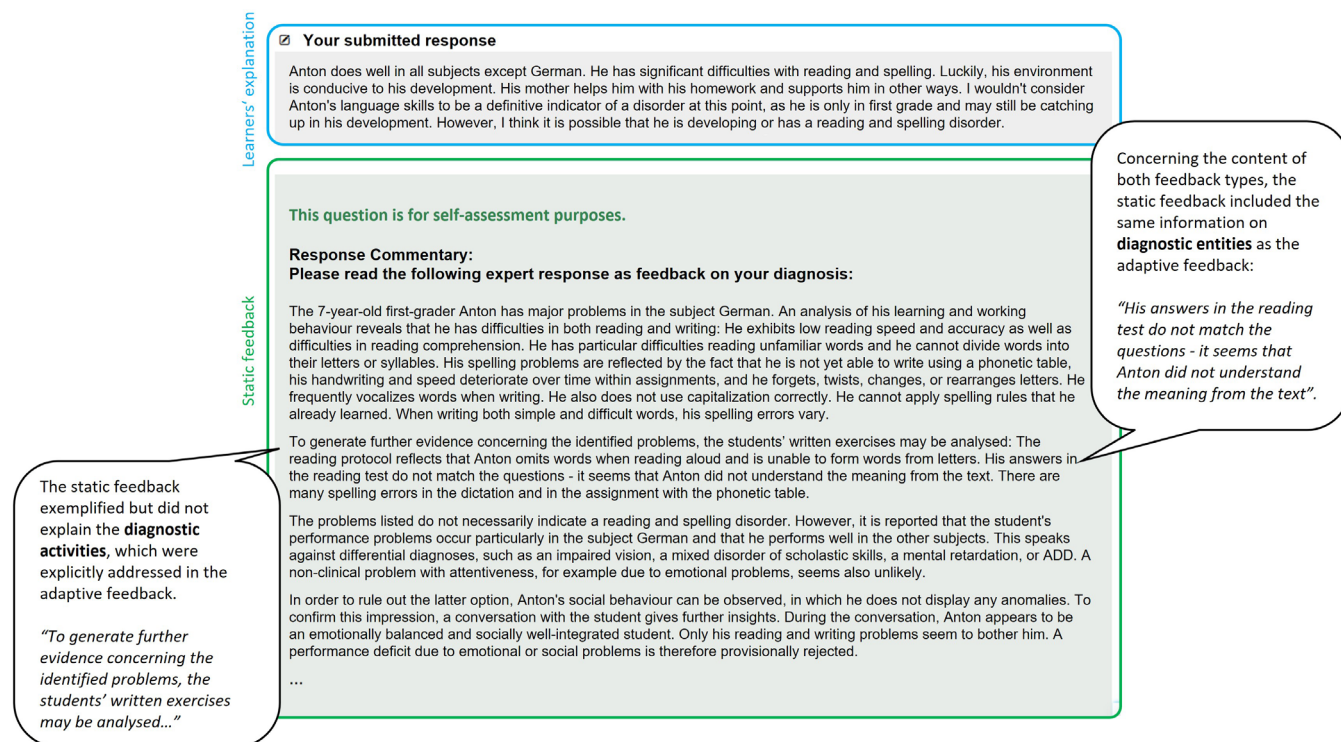 Learners' explanation
Your submitted response
Anton does well in all subjects except German. He has significant difficulties with reading and spelling. Luckily, his environment
is conducive to his development. His mother helps him with his homework and supports him in other ways. I wouldn't consider
Anton's language skills to be a definitive indicator of a disorder at this point, as he is only in first grade and may still be catching
up in his development. However, I think it is possible that he is developing or has a reading and spelling disorder.
Static feedback
This question is for self-assessment purposes.
Response Commentary:
Please read the following expert response as feedback on your diagnosis:
The 7-year-old first-grader Anton has major problems in the subject German. An analysis of his learning and working
behaviour reveals that he has difficulties in both reading and writing: He exhibits low reading speed and accuracy as well as
difficulties in reading comprehension. He has particular difficulties reading unfamiliar words and he cannot divide words into
their letters or syllables. His spelling problems are reflected by the fact that he is not yet able to write using a phonetic table,
his handwriting and speed deteriorate over time within assignments, and he forgets, twists, changes, or rearranges letters. He
frequently vocalizes words when writing. He also does not use capitalization correctly. He cannot apply spelling rules that he
already learned. When writing both simple and difficult words, his spelling errors vary.
To generate further evidence concerning the identified problems, the students' written exercises may be analysed: The
reading protocol reflects that Anton omits words when reading aloud and is unable to form words from letters. His answers in
the reading test do not match the questions - it seems that Anton did not understand the meaning from the text. There are
many spelling errors in the dictation and in the assignment with the phonetic table.
The problems listed do not necessarily indicate a reading and spelling disorder. However, it is reported that the student's
performance problems occur particularly in the subject German and that he performs well in the other subjects. This speaks
against differential diagnoses, such as an impaired vision, a mixed disorder of scholastic skills, a mental retardation, or ADD. A
non-clinical problem with attentiveness, for example due to emotional problems, seems also unlikely.
In order to rule out the latter option, Anton's social behaviour can be observed, in which he does not display any anomalies. To
confirm this impression, a conversation with the student gives further insights. During the conversation, Anton appears to be
an emotionally balanced and socially well-integrated student. Only his reading and writing problems seem to bother him. A
performance deficit due to emotional or social problems is therefore provisionally rejected.
...
Concerning the content of
both feedback types, the
static feedback included the
same information on
diagnostic entities as the
adaptive feedback:
"His answers in the reading
test do not match the
questions - it seems that
Anton did not understand
the meaning from the text".
The static feedback
exemplified but did not
explain the diagnostic
activities, which were
explicitly addressed in the
adaptive feedback.
"To generate further
evidence concerning the
identified problems, the
students' written exercises
may be analysed..."